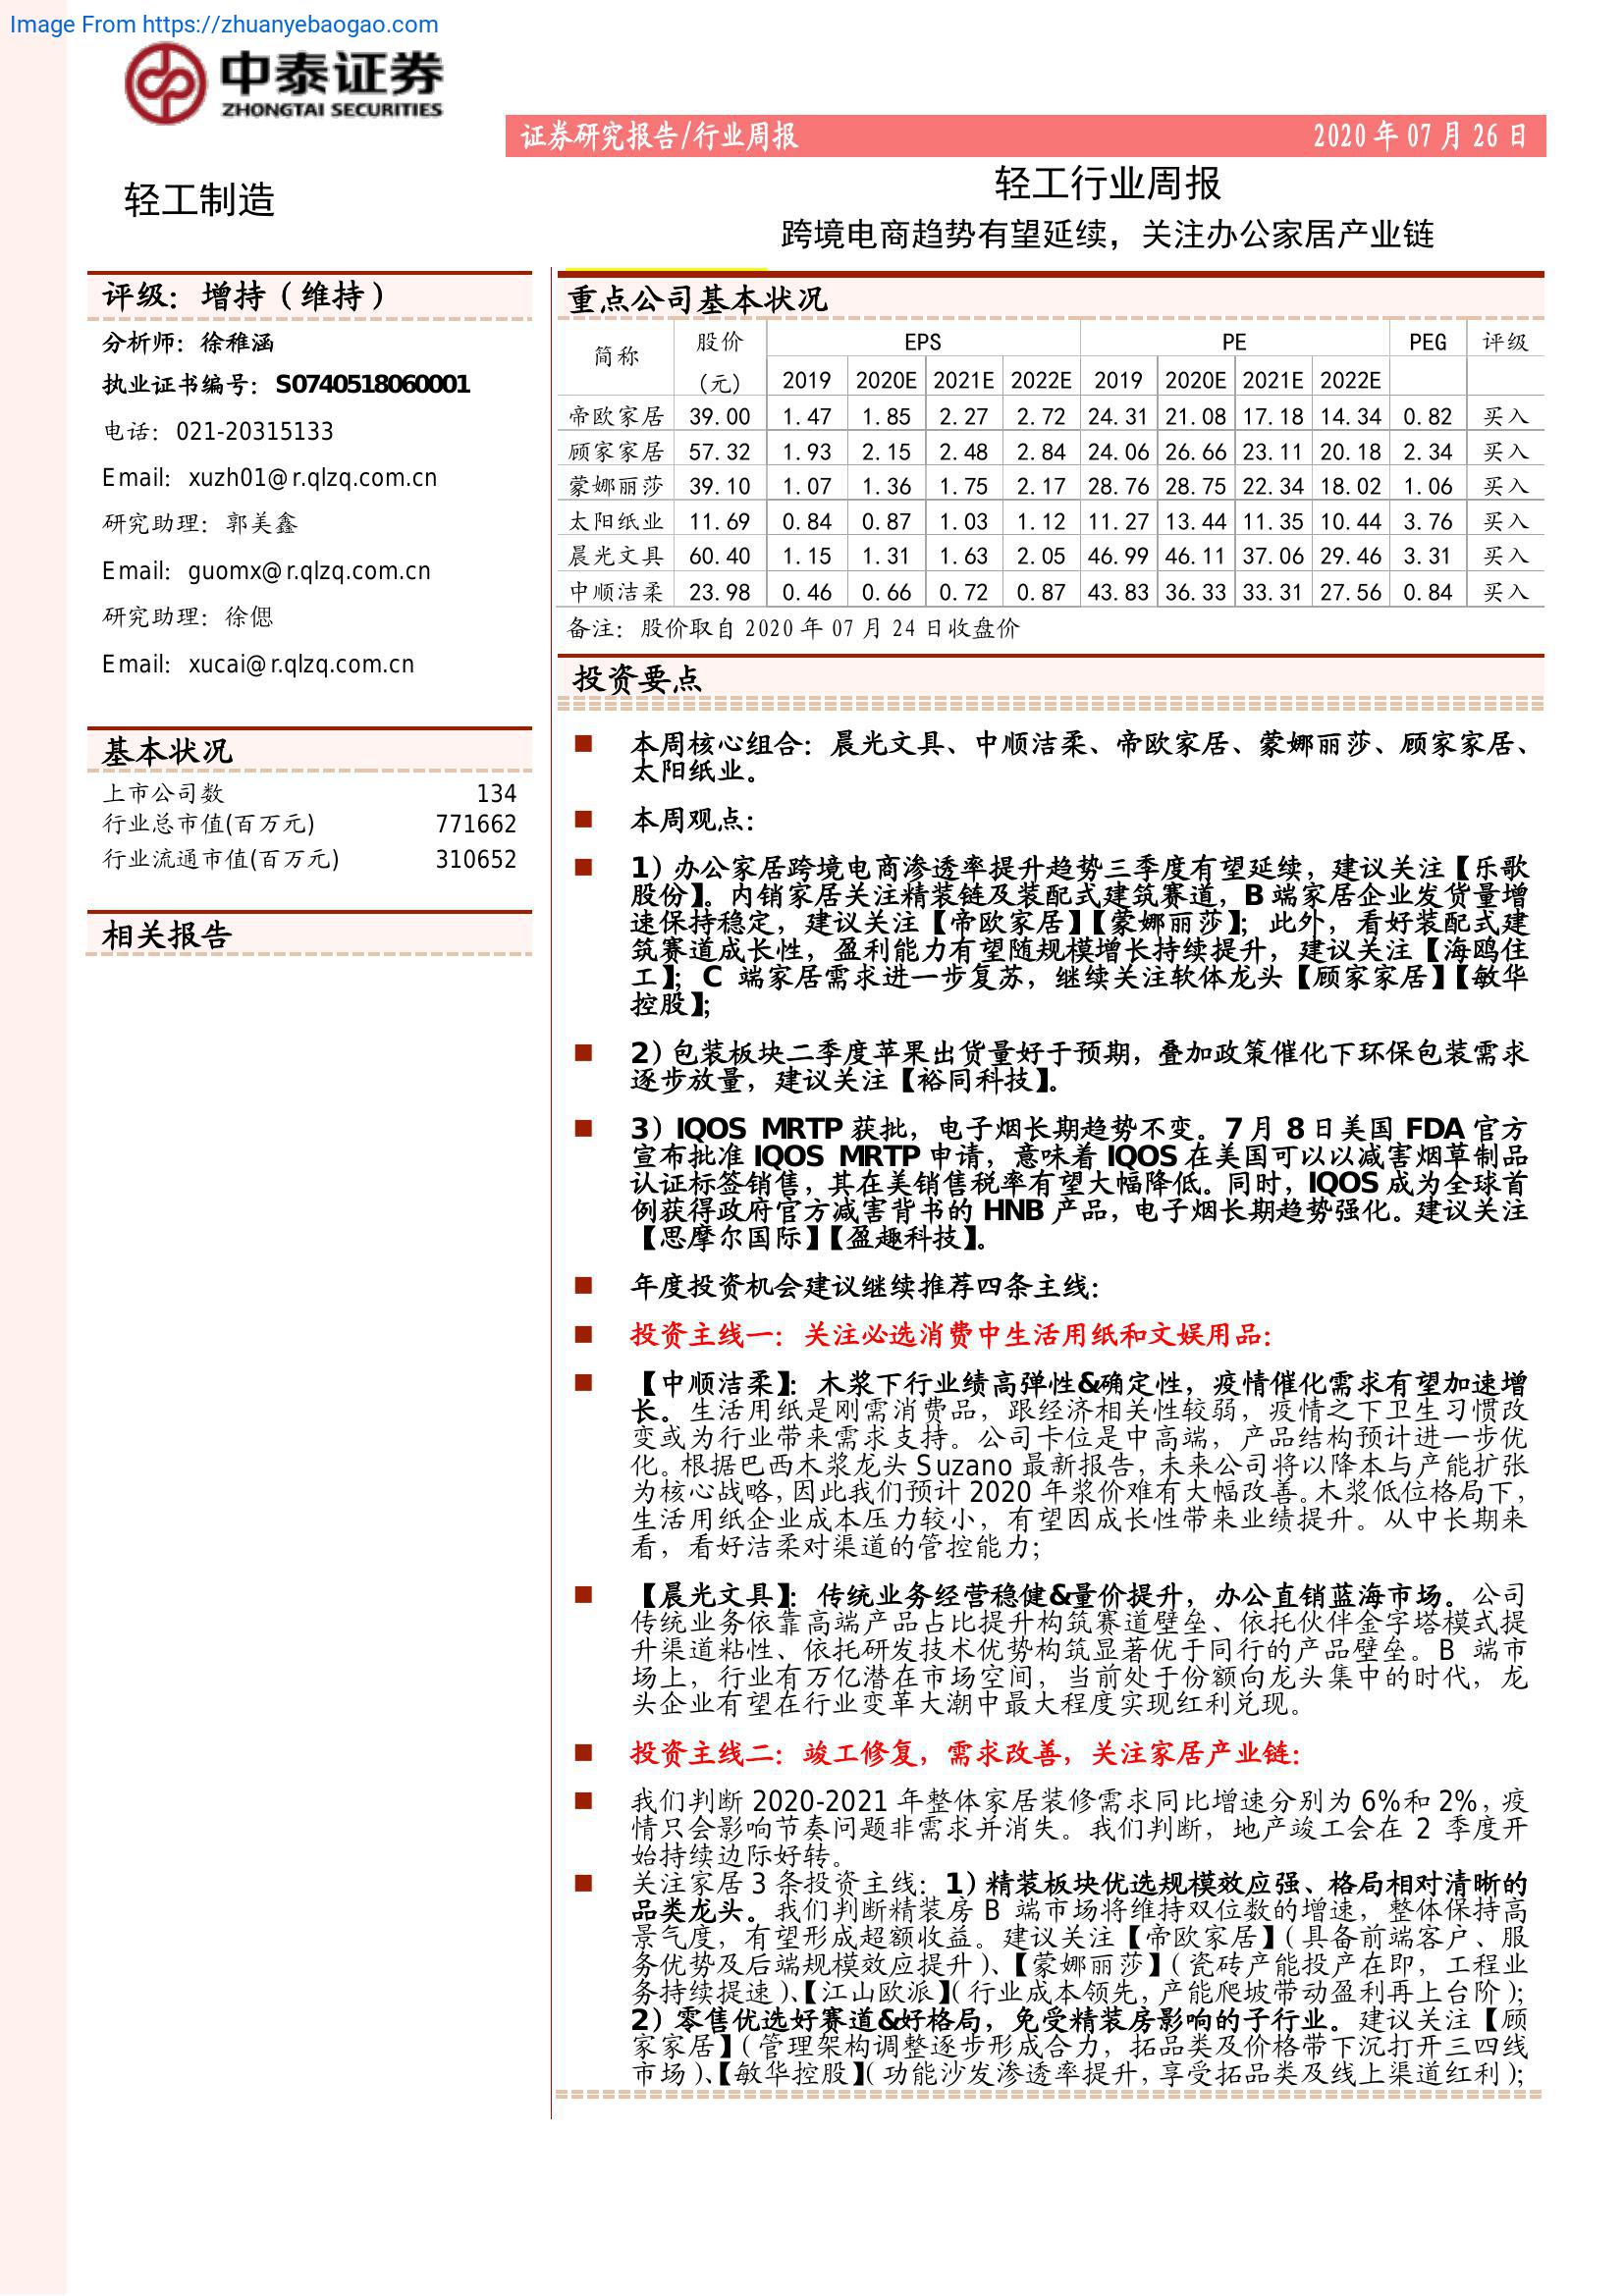 Image From https://zhuanyebaogao.com
中泰证券
ZHONGTAI SECURITIES
证券研究报告/行业周报 2020 年 07 月 26 日
轻工制造
轻工行业周报
跨境电商趋势有望延续，关注办公家居产业链
评级：增持（维持）
分析师：徐稚涵
执业证书编号：S0740518060001
电话：021-20315133
Email：xuzh01@r.qlzq.com.cn
研究助理：郭美鑫
Email：guomx@r.qlzq.com.cn
研究助理：徐偲
Email：xucai@r.qlzq.com.cn
基本状况
上市公司数 134
行业总市值(百万元) 771662
行业流通市值(百万元) 310652
相关报告
重点公司基本状况
简称 股价 EPS PE PEG 评级
(元) 2019 2020E 2021E 2022E 2019 2020E 2021E 2022E
帝欧家居 39.00 1.47 1.85 2.27 2.72 24.31 21.08 17.18 14.34 0.82 买入
顾家家居 57.32 1.93 2.15 2.48 2.84 24.06 26.66 23.11 20.18 2.34 买入
蒙娜丽莎 39.10 1.07 1.36 1.75 2.17 28.76 28.75 22.34 18.02 1.06 买入
太阳纸业 11.69 0.84 0.87 1.03 1.12 11.27 13.44 11.35 10.44 3.76 买入
晨光文具 60.40 1.15 1.31 1.63 2.05 46.99 46.11 37.06 29.46 3.31 买入
中顺洁柔 23.98 0.46 0.66 0.72 0.87 43.83 36.33 33.31 27.56 0.84 买入
备注：股价取自 2020 年 07 月 24 日收盘价
投资要点
■ 本周核心组合：晨光文具、中顺洁柔、帝欧家居、蒙娜丽莎、顾家家居、
太阳纸业。
■ 本周观点：
■ 1）办公家居跨境电商渗透率提升趋势三季度有望延续，建议关注【乐歌
股份】。内销家居关注精装链及装配式建筑赛道，B 端家居企业发货量增
速保持稳定，建议关注【帝欧家居】【蒙娜丽莎】；此外，看好装配式建
筑赛道成长性，盈利能力有望随规模增长持续提升，建议关注【海鸥住
工】；C 端家居需求进一步复苏，继续关注软体龙头【顾家家居】【敏华
控股】；
■ 2）包装板块二季度苹果出货量好于预期，叠加政策催化下环保包装需求
逐步放量，建议关注【裕同科技】。
■ 3）IQOS MRTP 获批，电子烟长期趋势不变。7 月 8 日美国 FDA 官方
宣布批准 IQOS MRTP 申请，意味着 IQOS 在美国可以以减害烟草制品
认证标签销售，其在美销售税率有望大幅降低。同时，IQOS 成为全球首
例获得政府官方减害背书的 HNB 产品，电子烟长期趋势强化。建议关注
【思摩尔国际】【盈趣科技】。
■ 年度投资机会建议继续推荐四条主线：
■ 投资主线一：关注必选消费中生活用纸和文娱用品：
■ 【中顺洁柔】：木浆下行业绩高弹性&确定性，疫情催化需求有望加速增
长。生活用纸是刚需消费品，跟经济相关性较弱，疫情之下卫生习惯改
变或为行业带来需求支持。公司卡位是中高端，产品结构预计进一步优
化。根据巴西木浆龙头 Suzano 最新报告，未来公司将以降本与产能扩张
为核心战略，因此我们预计 2020 年浆价难有大幅改善。木浆低位格局下，
生活用纸企业成本压力较小，有望因成长性带来业绩提升。从中长期来
看，看好洁柔对渠道的管控能力；
■ 【晨光文具】：传统业务经营稳健&量价提升，办公直销蓝海市场。公司
传统业务依靠高端产品占比提升构筑赛道壁垒、依托伙伴金字塔模式提
升渠道粘性、依托研发技术优势构筑显著优于同行的产品壁垒。B 端市
场上，行业有万亿潜在市场空间，当前处于份额向龙头集中的时代，龙
头企业有望在行业变革大潮中最大程度实现红利兑现。
■ 投资主线二：竣工修复，需求改善，关注家居产业链：
■ 我们判断 2020-2021 年整体家居装修需求同比增速分别为 6%和 2%，疫
情只会影响节奏问题非需求并消失。我们判断，地产竣工会在 2 季度开
始持续边际好转。
■ 关注家居 3 条投资主线：1）精装板块优选规模效应强、格局相对清晰的
品类龙头。我们判断精装房 B 端市场将维持双位数的增速，整体保持高
景气度，有望形成超额收益。建议关注【帝欧家居】（具备前端客户、服
务优势及后端规模效应提升）、【蒙娜丽莎】（瓷砖产能投产在即，工程业
务持续提速）、【江山欧派】（行业成本领先，产能爬坡带动盈利再上台阶）；
2）零售优选好赛道&好格局，免受精装房影响的子行业。建议关注【顾
家家居】（管理架构调整逐步形成合力，拓品类及价格带下沉打开三四线
市场）、【敏华控股】（功能沙发渗透率提升，享受拓品类及线上渠道红利）；